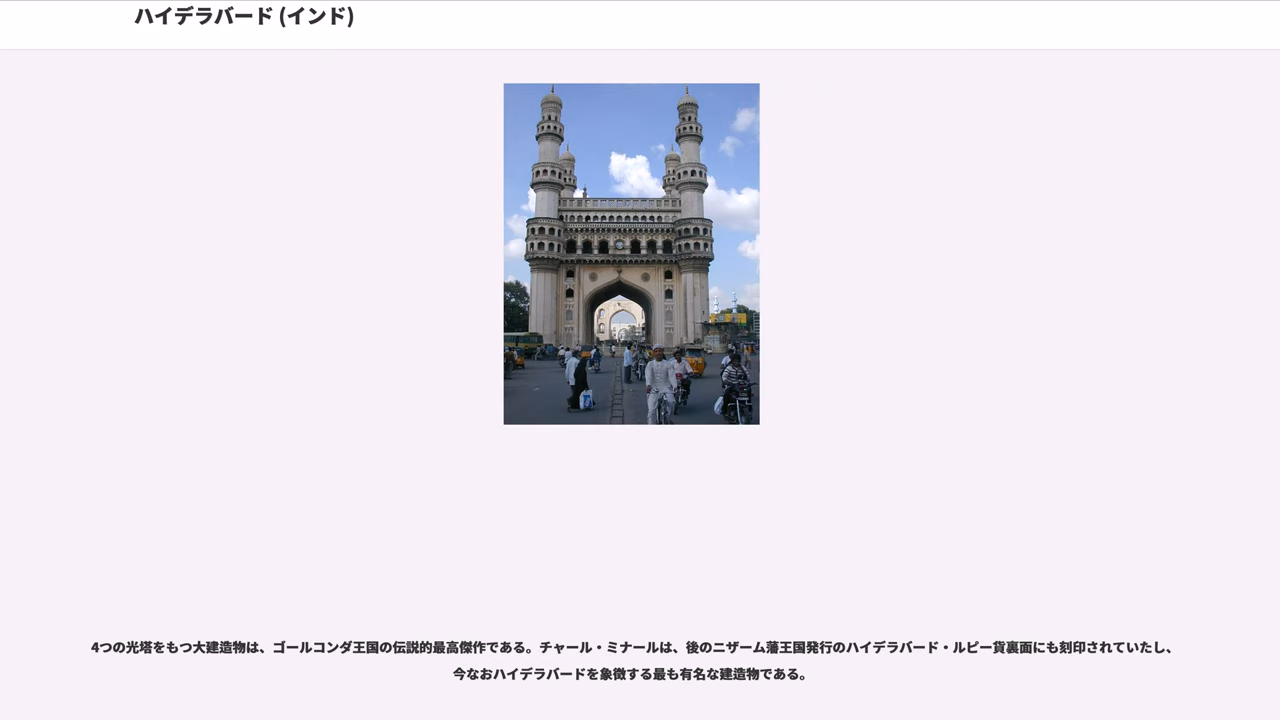 ハイデラバード (インド)
4つの光塔をもつ大建造物は、ゴールコンダ王国の伝説的最高傑作である。チャール・ミナールは、後のニザーム藩王国発行のハイデラバード・ルピー貨裏面にも刻印されていたし、
今なおハイデラバードを象徴する最も有名な建造物である。